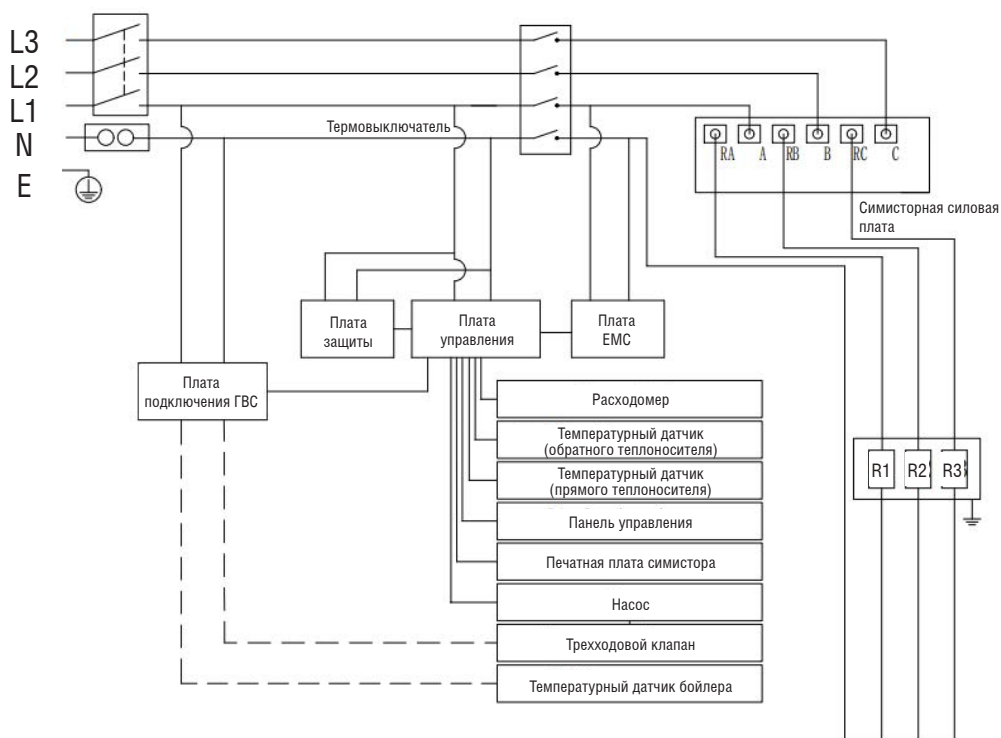 L3
L2
L1
N
E
Термовыключатель
RA A RB B RC C
Симисторная силовая
плата
Плата
защиты
Плата
управления
Плата
ЕМС
Плата
подключения ГВС
Расходомер
Температурный датчик
(обратного теплоносителя)
Температурный датчик
(прямого теплоносителя)
Панель управления
Печатная плата симистора
Насос
Трехходовой клапан
Температурный датчик бойлера
R1 R2 R3